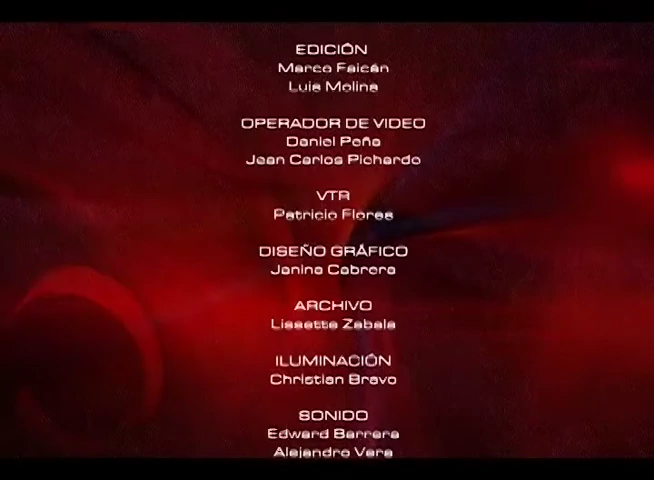 EDICIÓN
Marco Faicán
Luis Molina
OPERADOR DE VIDEO
Daniel Peña
Jean Carlos Pichardo
VTR
Patricio Flores
DISEÑO GRÁFICO
Janina Cabrera
ARCHIVO
Lissette Zabala
ILUMINACIÓN
Christian Bravo
SONIDO
Edward Barrera
Alejandro Vera